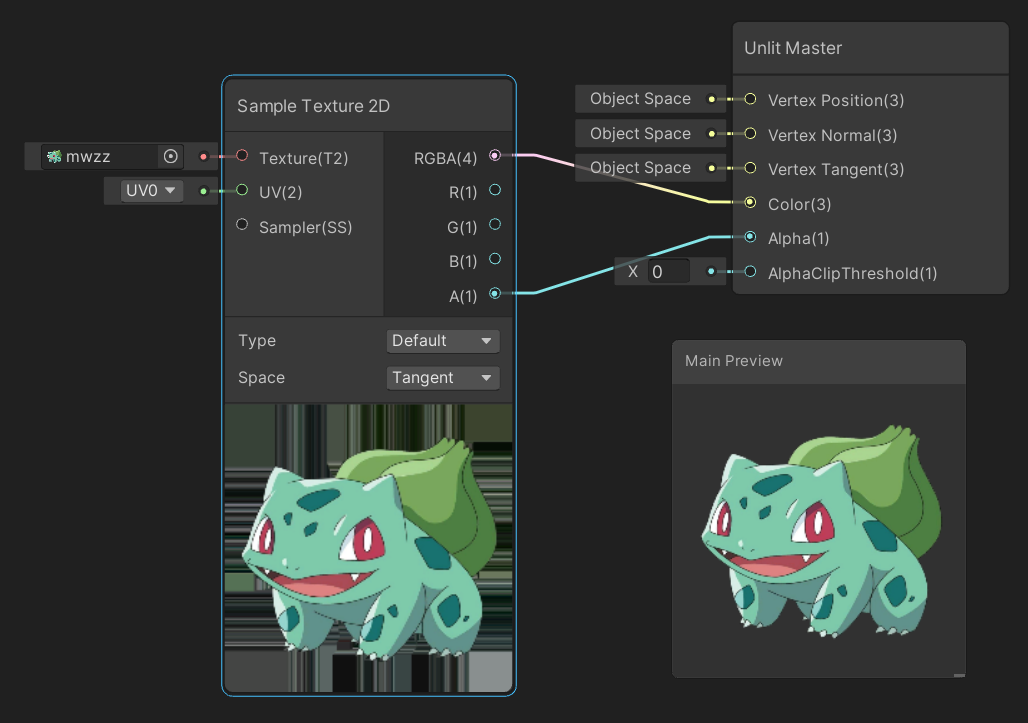 Unlit Master
Object Space
Vertex Position(3)
Object Space
Vertex Normal(3)
Object Space
Vertex Tangent(3)
Color(3)
Alpha(1)
X 0
AlphaClipThreshold(1)
Sample Texture 2D
mwzz
Texture(T2)
RGBA(4)
UV0
UV(2)
R(1)
Sampler(SS)
G(1)
B(1)
A(1)
Type
Default
Space
Tangent
Main Preview